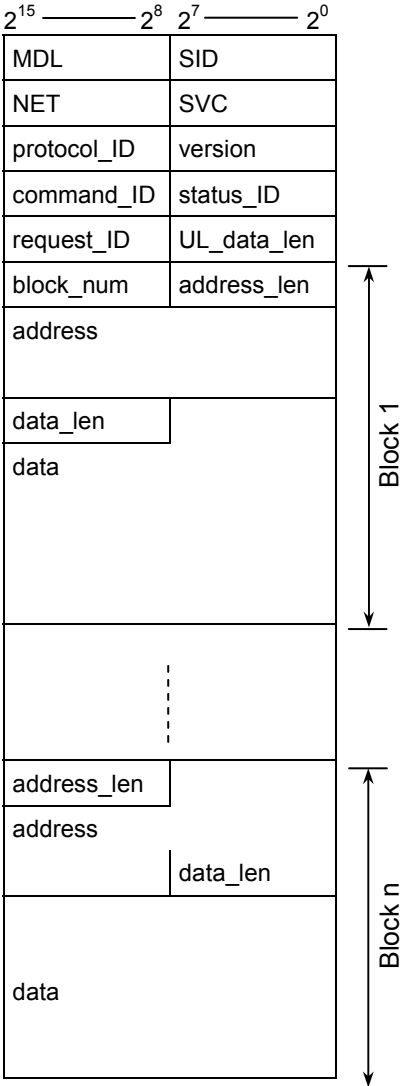 2^15 2^8 2^7 2^0
MDL SID
NET SVC
protocol_ID version
command_ID status_ID
request_ID UL_data_len
block_num address_len
address
data_len
data
Block 1
address_len
address
data_len
data
Block n